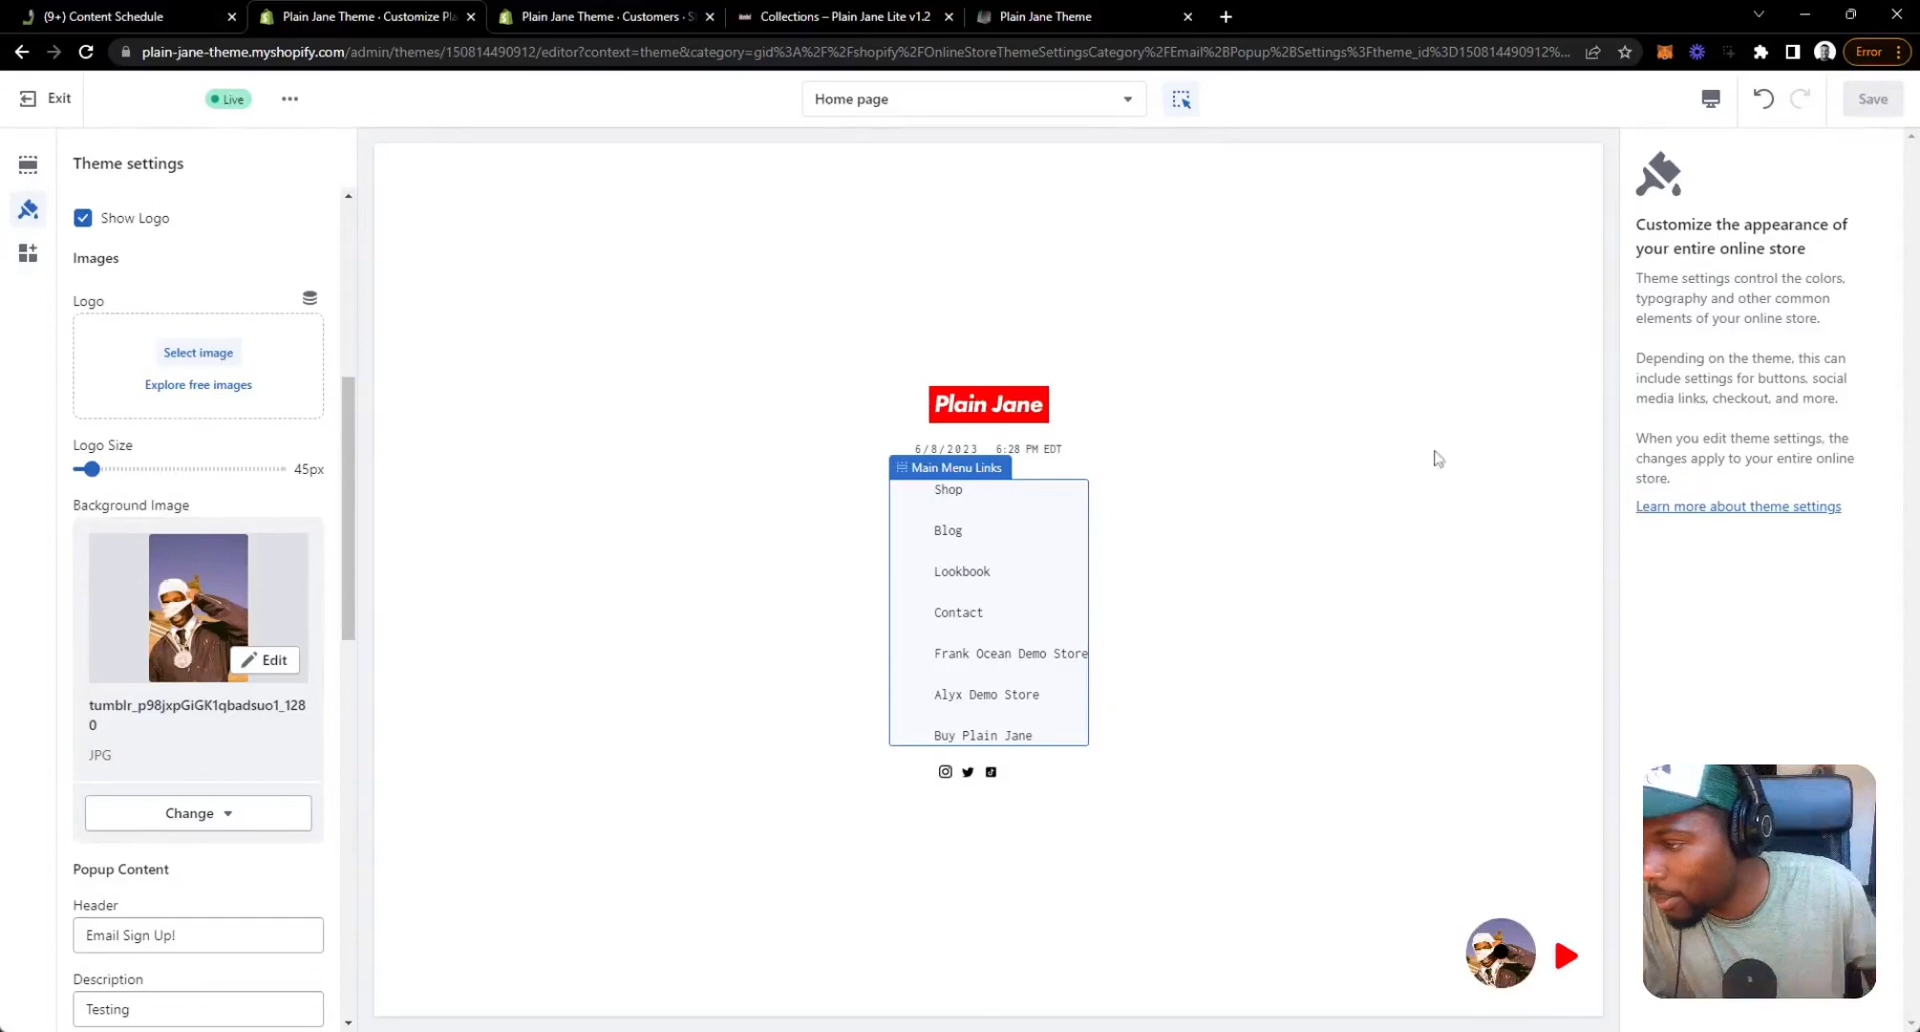 (9+) Content Schedule
Plain Jane Theme · Customize Pl
Plain Jane Theme · Customers · S
Collections – Plain Jane Lite v1.2
Plain Jane Theme
plain-jane-theme.myshopify.com/admin/themes/150814490912/editor?context=theme&category=gid%3A%2F%2Fshopify%2FOnlineStoreThemeSettingsCategory%2FEmail%2BPopup%2BSettings%3Ftheme_id%3D150814490912%...
Error
Exit
Live
Home page
Save
Theme settings
Show Logo
Images
Logo
Select image
Explore free images
Logo Size
45px
Background Image
Edit
tumblr_p98jxpGiGK1qbadsuo1_128
0
JPG
Change
Popup Content
Header
Email Sign Up!
Description
Testing
Plain Jane
6/8/2023 6:28 PM EDT
Main Menu Links
Shop
Blog
Lookbook
Contact
Frank Ocean Demo Store
Alyx Demo Store
Buy Plain Jane
Customize the appearance of
your entire online store
Theme settings control the colors,
typography and other common
elements of your online store.
Depending on the theme, this can
include settings for buttons, social
media links, checkout, and more.
When you edit theme settings, the
changes apply to your entire online
store.
Learn more about theme settings